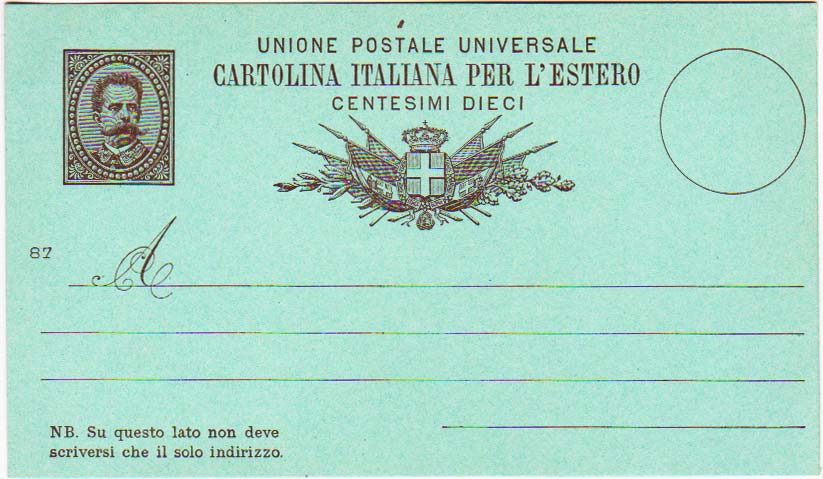 UNIONE POSTALE UNIVERSALE
CARTOLINA ITALIANA PER L'ESTERO
CENTESIMI DIECI
87
A
NB. Su questo lato non deve
scriversi che il solo indirizzo.